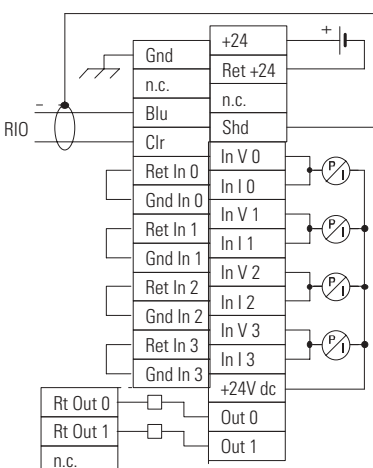 +24
+
Gnd
Ret +24
n.c.
n.c.
–
–
Blu
RIO
Shd
Clr
In V 0
Ret In 0
P
I
In I 0
Gnd In 0
In V 1
Ret In 1
P
I
In I 1
Gnd In 1
In V 2
Ret In 2
P
I
In I 2
Gnd In 2
In V 3
Ret In 3
P
I
In I 3
Gnd In 3
+24V dc
Rt Out 0
Out 0
Rt Out 1
Out 1
n.c.